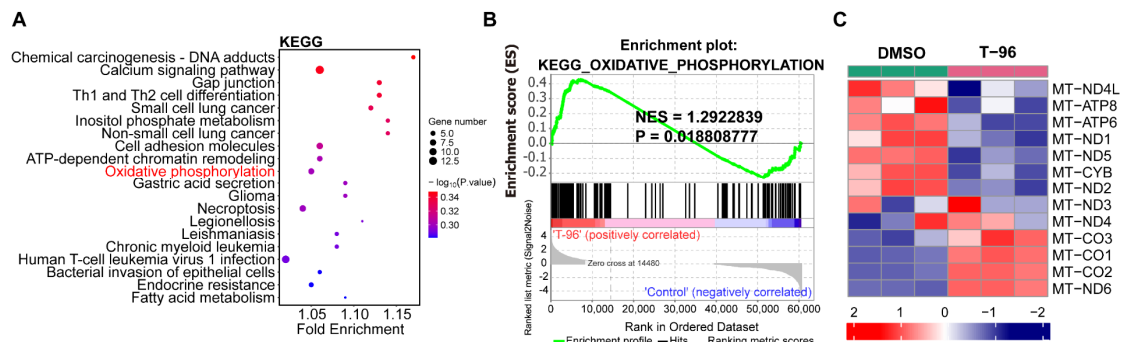 A
KEGG
Chemical carcinogenesis - DNA adducts
Calcium signaling pathway
Gap junction
Th1 and Th2 cell differentiation
Small cell lung cancer
Inositol phosphate metabolism
Non-small cell lung cancer
Cell adhesion molecules
ATP-dependent chromatin remodeling
Oxidative phosphorylation
Gastric acid secretion
Glioma
Necroptosis
Legionellosis
Leishmaniasis
Chronic myeloid leukemia
Human T-cell leukemia virus 1 infection
Bacterial invasion of epithelial cells
Endocrine resistance
Fatty acid metabolism
1.05 1.10 1.15
Fold Enrichment
Gene number
5.0
7.5
10.0
12.5
− log10(P.value)
0.34
0.32
0.30
0.28
B
Enrichment plot:
KEGG_OXIDATIVE_PHOSPHORYLATION
Enrichment score (ES)
0.4
0.3
0.2
0.1
0.0
-0.1
-0.2
NES = 1.2922839
P = 0.018808777
'T-96' (positively correlated)
Zero cross at 14480
'Control' (negatively correlated)
Ranked list metric (Signal2Noise)
4
2
0
-2
-4
0 10,000 20,000 30,000 40,000 50,000 60,000
Rank in Ordered Dataset
Enrichment profile Hits Ranking metric scores
C
DMSO T−96
MT−ND4L
MT−ATP8
MT−ATP6
MT−ND1
MT−ND5
MT−CYB
MT−ND2
MT−ND3
MT−ND4
MT−CO3
MT−CO1
MT−CO2
MT−ND6
2 1 0 −1 −2